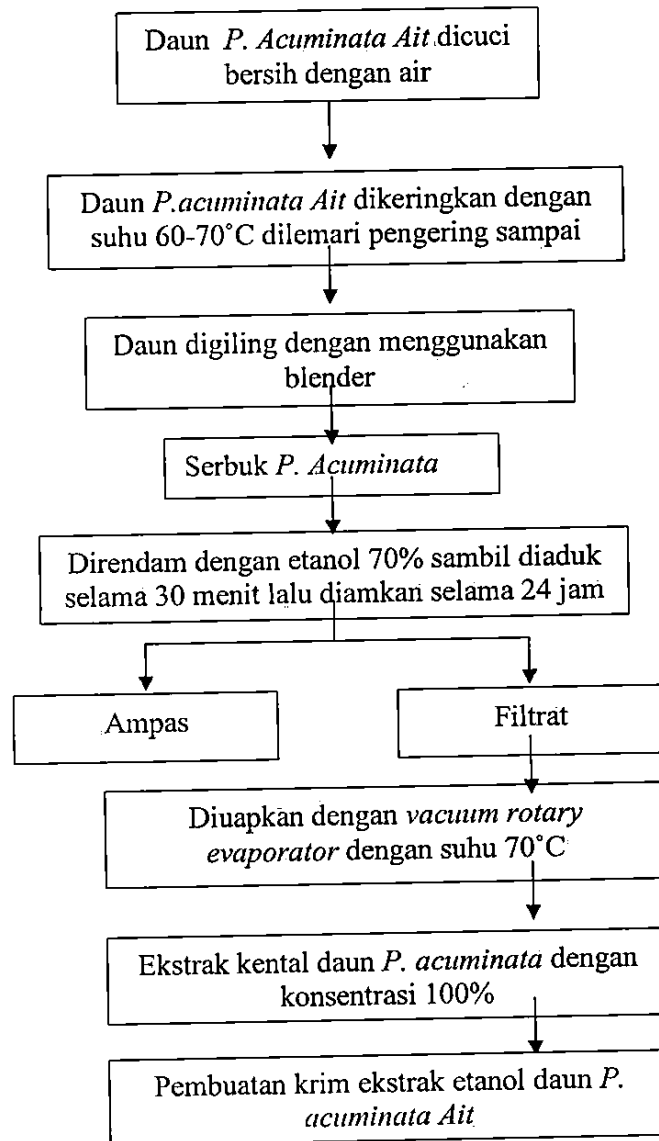 Daun P. Acuminata Ait dicuci
bersih dengan air
Daun P.acuminata Ait dikeringkan dengan
suhu 60-70°C dilemari pengering sampai
Daun digiling dengan menggunakan
blender
Serbuk P. Acuminata
Direndam dengan etanol 70% sambil diaduk
selama 30 menit lalu diamkan selama 24 jam
Ampas
Filtrat
Diuapkan dengan vacuum rotary
evaporator dengan suhu 70°C
Ekstrak kental daun P. acuminata dengan
konsentrasi 100%
Pembuatan krim ekstrak etanol daun P.
acuminata Ait